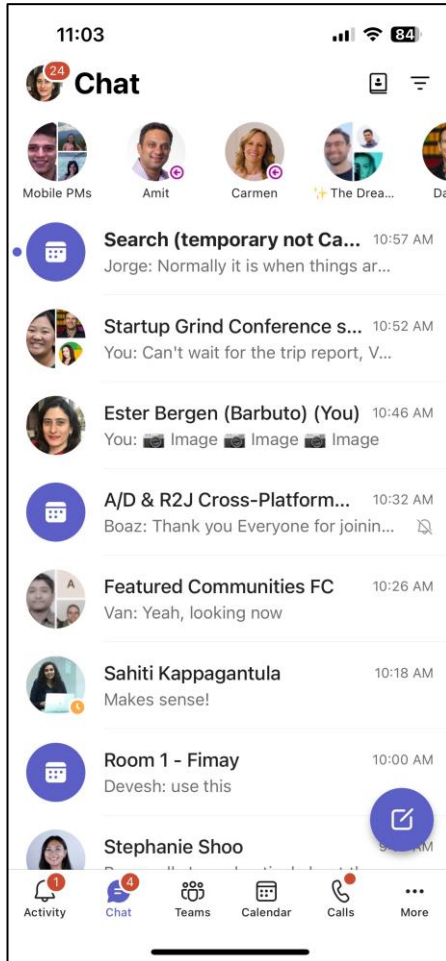 11:03
84
24
Chat
Mobile PMs
Amit
Carmen
✨ The Drea...
Search (temporary not Ca... 10:57 AM
Jorge: Normally it is when things ar...
Startup Grind Conference s... 10:52 AM
You: Can't wait for the trip report, V...
Ester Bergen (Barbuto) (You) 10:46 AM
You: 📷 Image 📷 Image 📷 Image
A/D & R2J Cross-Platform... 10:32 AM
Boaz: Thank you Everyone for joinin...
A
Featured Communities FC 10:26 AM
Van: Yeah, looking now
Sahiti Kappagantula 10:18 AM
Makes sense!
Room 1 - Fimay 10:00 AM
Devesh: use this
Stephanie Shoo
1
4
Activity
Chat
Teams
Calendar
Calls
More